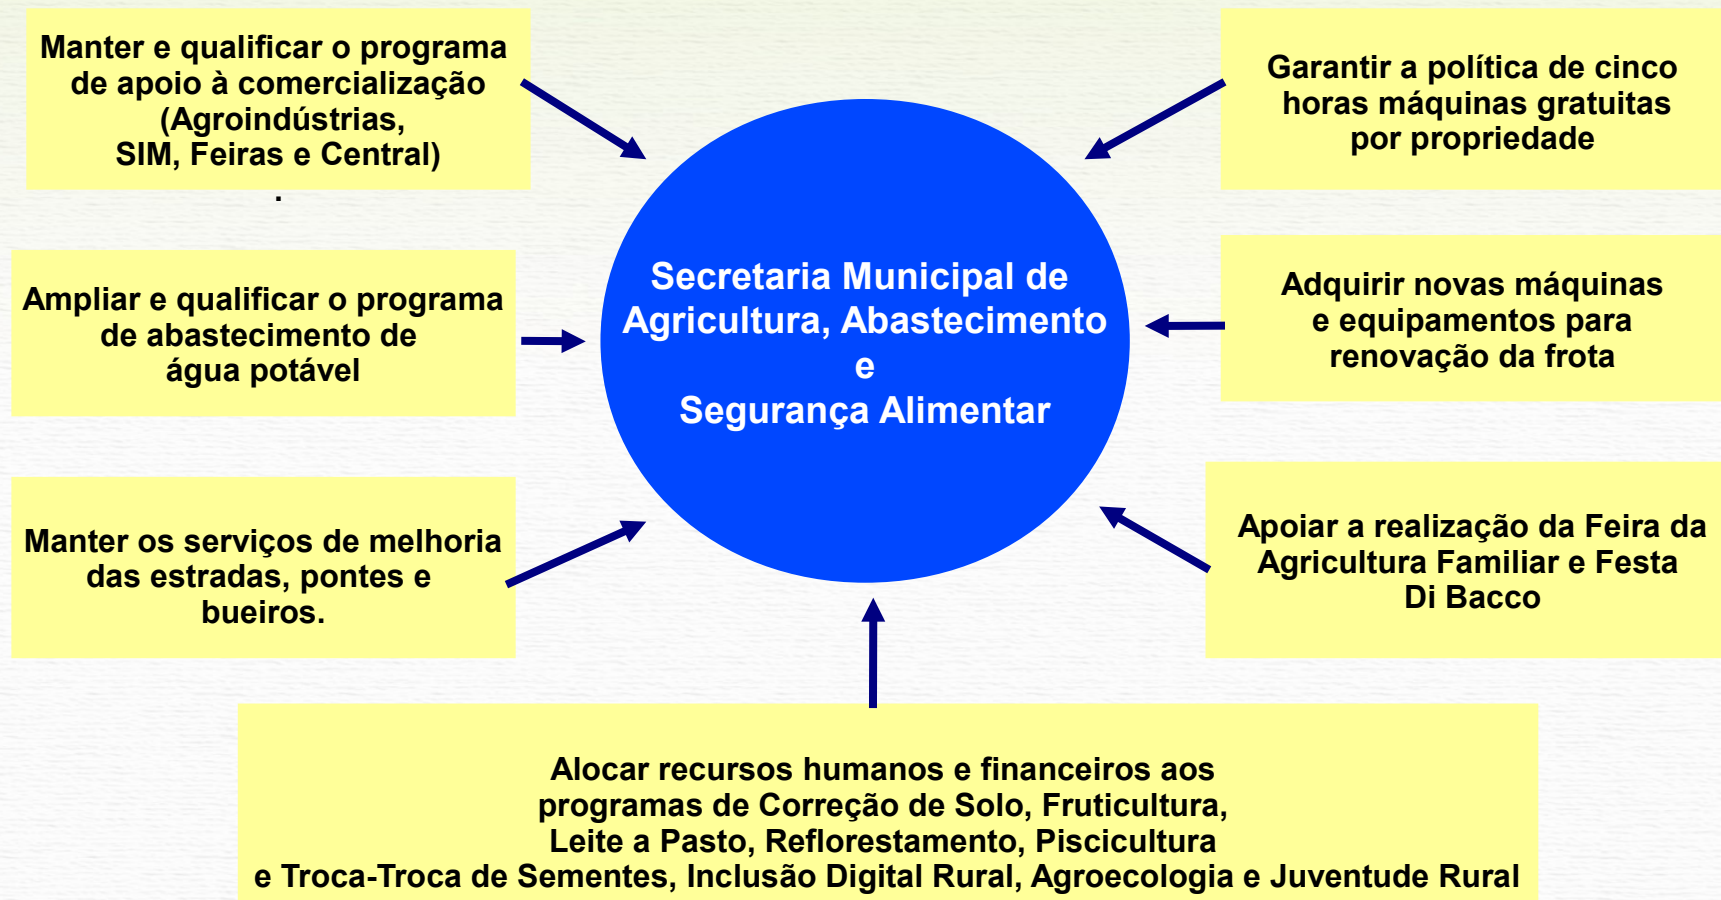 Manter e qualificar o programa
de apoio à comercialização
(Agroindústrias,
SIM, Feiras e Central)
.
Ampliar e qualificar o programa
de abastecimento de
água potável
Manter os serviços de melhoria
das estradas, pontes e
bueiros.
Secretaria Municipal de
Agricultura, Abastecimento
e
Segurança Alimentar
Garantir a política de cinco
horas máquinas gratuitas
por propriedade
Adquirir novas máquinas
e equipamentos para
renovação da frota
Apoiar a realização da Feira da
Agricultura Familiar e Festa
Di Bacco
Alocar recursos humanos e financeiros aos
programas de Correção de Solo, Fruticultura,
Leite a Pasto, Reflorestamento, Piscicultura
e Troca-Troca de Sementes, Inclusão Digital Rural, Agroecologia e Juventude Rural